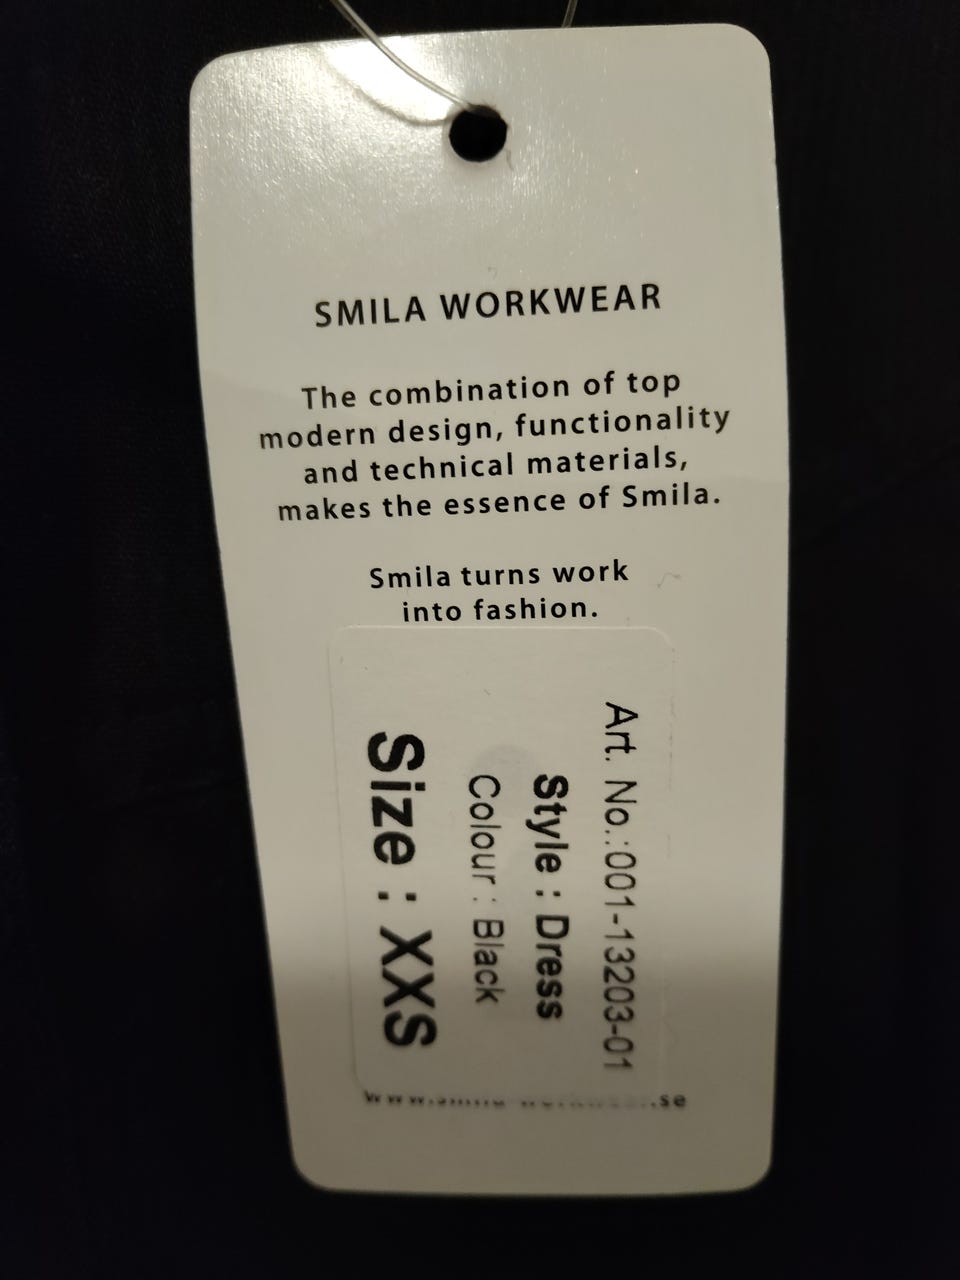 SMILA WORKWEAR
The combination of top
modern design, functionality
and technical materials,
makes the essence of Smila.
Smila turns work
into fashion.
Art. No.:001-13203-01
Style : Dress
Colour : Black
Size : XXS